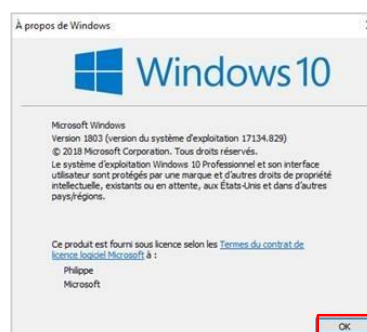 À propos de Windows
Windows 10
Microsoft Windows
Version 1803 (version du système d'exploitation 17134.829)
© 2018 Microsoft Corporation. Tous droits réservés.
Le système d'exploitation Windows 10 Professionnel et son interface
utilisateur sont protégés par une marque et d'autres droits de propriété
intellectuelle, existants ou en attente, aux États-Unis et dans d'autres
pays/régions.
Ce produit est fourni sous licence selon les Termes du contrat de
licence logiciel Microsoft à :
Philippe
Microsoft
OK